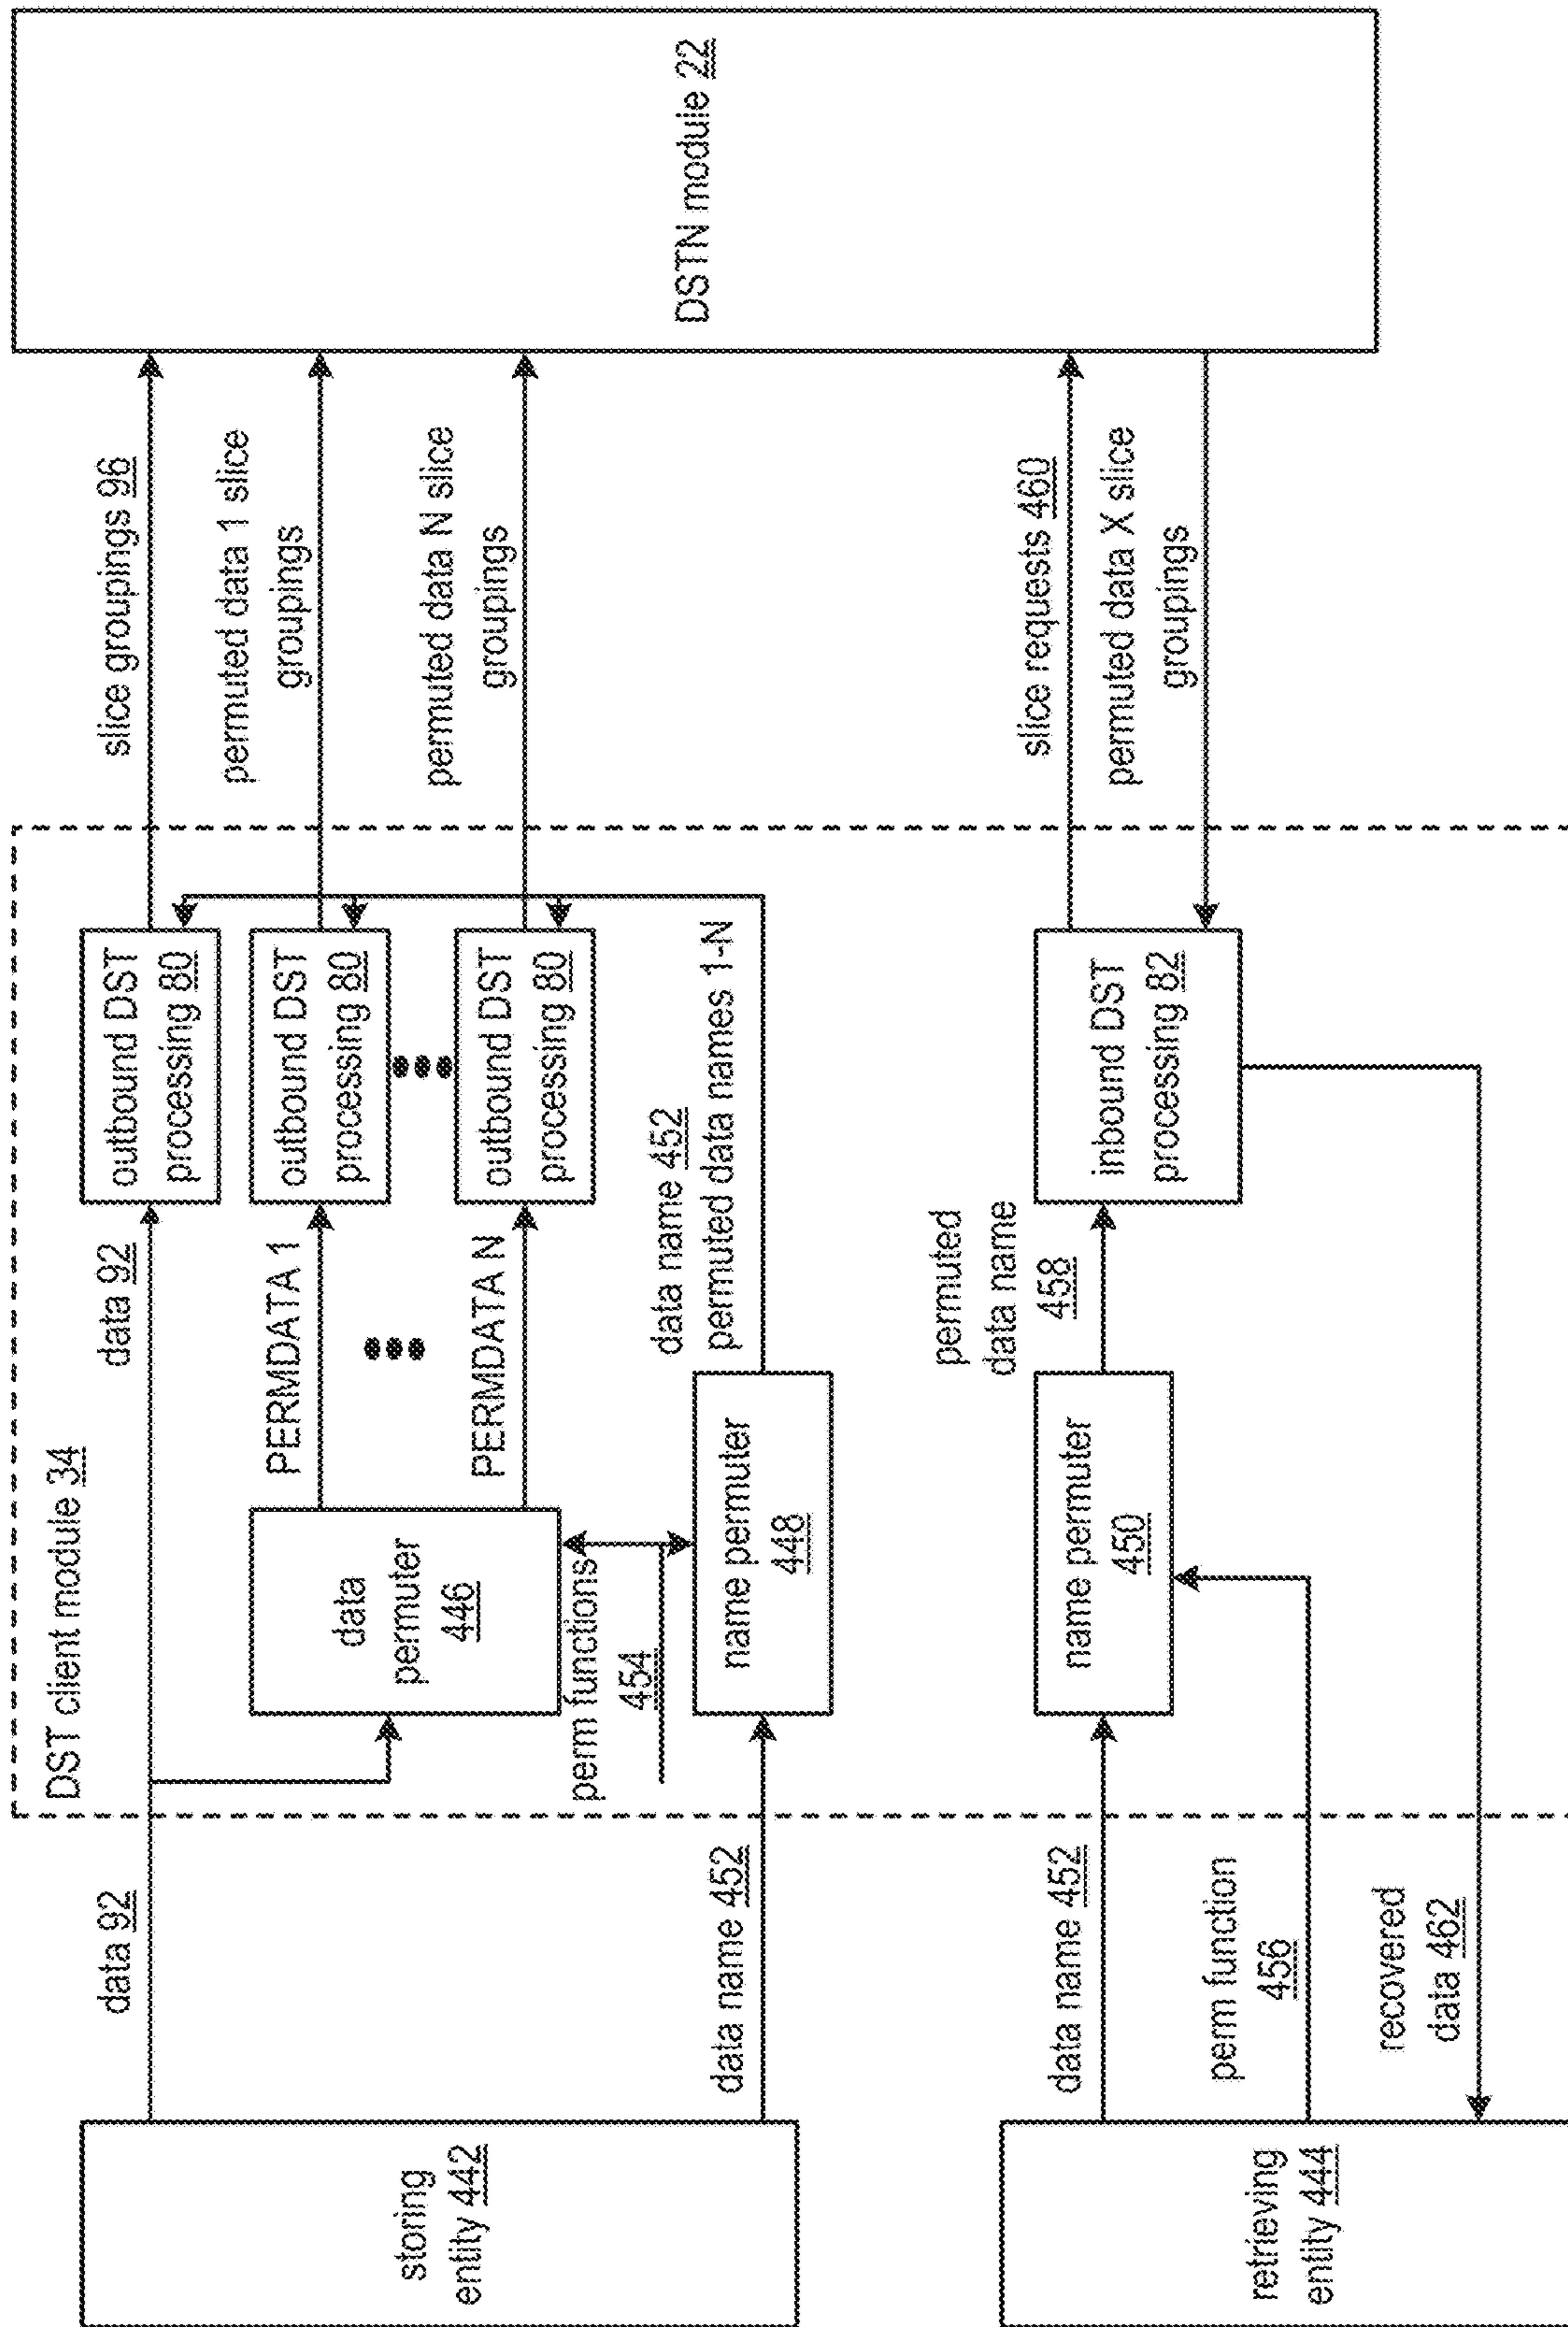 DST client module 34
storing
entity 442
data 92
data 92
outbound DST
processing 80
slice groupings 96
data
permuter
446
PERMDATA 1
outbound DST
processing 80
permuted data 1 slice
groupings
PERMDATA N
outbound DST
processing 80
permuted data N slice
groupings
perm functions
454
data name 452
name permuter
448
data name 452
permuted data names 1-N
DSTN module 22
retrieving
entity 444
data name 452
name permuter
450
permuted
data name
458
inbound DST
processing 82
slice requests 460
permuted data X slice
groupings
perm function
456
recovered
data 462